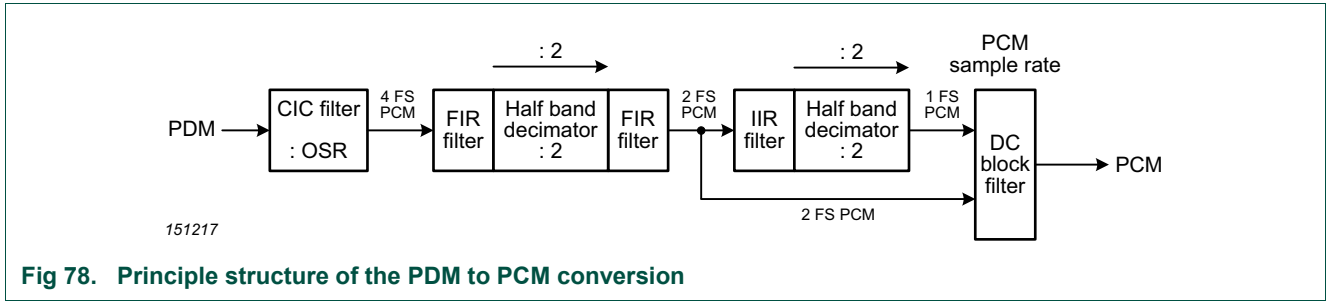 PDM
CIC filter
: OSR
4 FS
PCM
: 2
FIR
filter
Half band
decimator
: 2
FIR
filter
2 FS
PCM
: 2
IIR
filter
Half band
decimator
: 2
1 FS
PCM
PCM
sample rate
DC
block
filter
PCM
2 FS PCM
151217
Fig 78. Principle structure of the PDM to PCM conversion